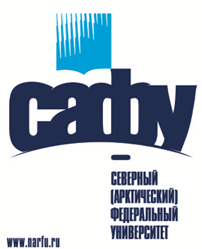 сафу
СЕВЕРНЫЙ
(АРКТИЧЕСКИЙ)
ФЕДЕРАЛЬНЫЙ
УНИВЕРСИТЕТ
www.narfu.ru